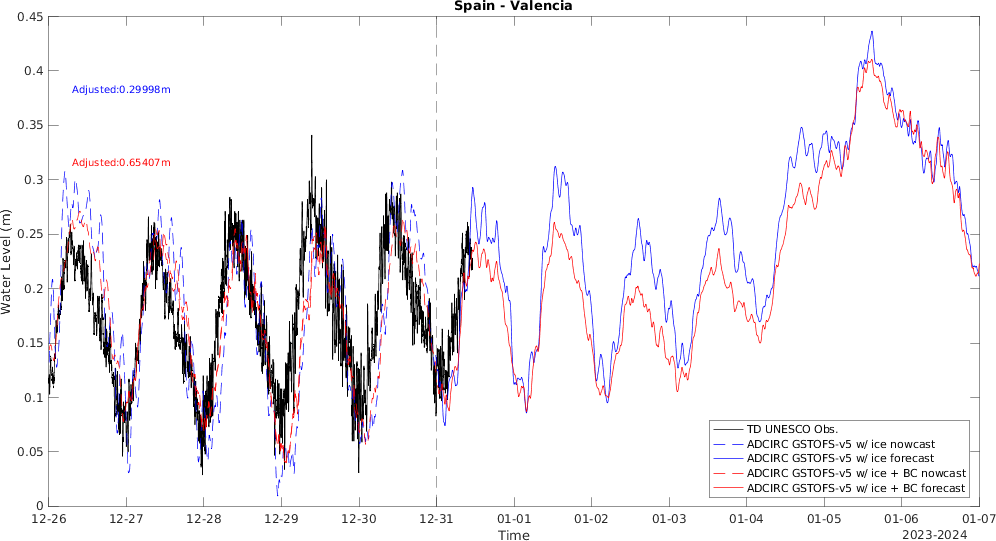 Spain - Valencia
0.45
0.4
0.35
0.3
0.25
0.2
0.15
0.1
0.05
0
Water Level (m)
Adjusted:0.29998m
Adjusted:0.65407m
TD UNESCO Obs.
ADCIRC GSTOFS-v5 w/ ice nowcast
ADCIRC GSTOFS-v5 w/ ice forecast
ADCIRC GSTOFS-v5 w/ ice + BC nowcast
ADCIRC GSTOFS-v5 w/ ice + BC forecast
12-26 12-27 12-28 12-29 12-30 12-31 01-01 01-02 01-03 01-04 01-05 01-06 01-07
Time
2023-2024